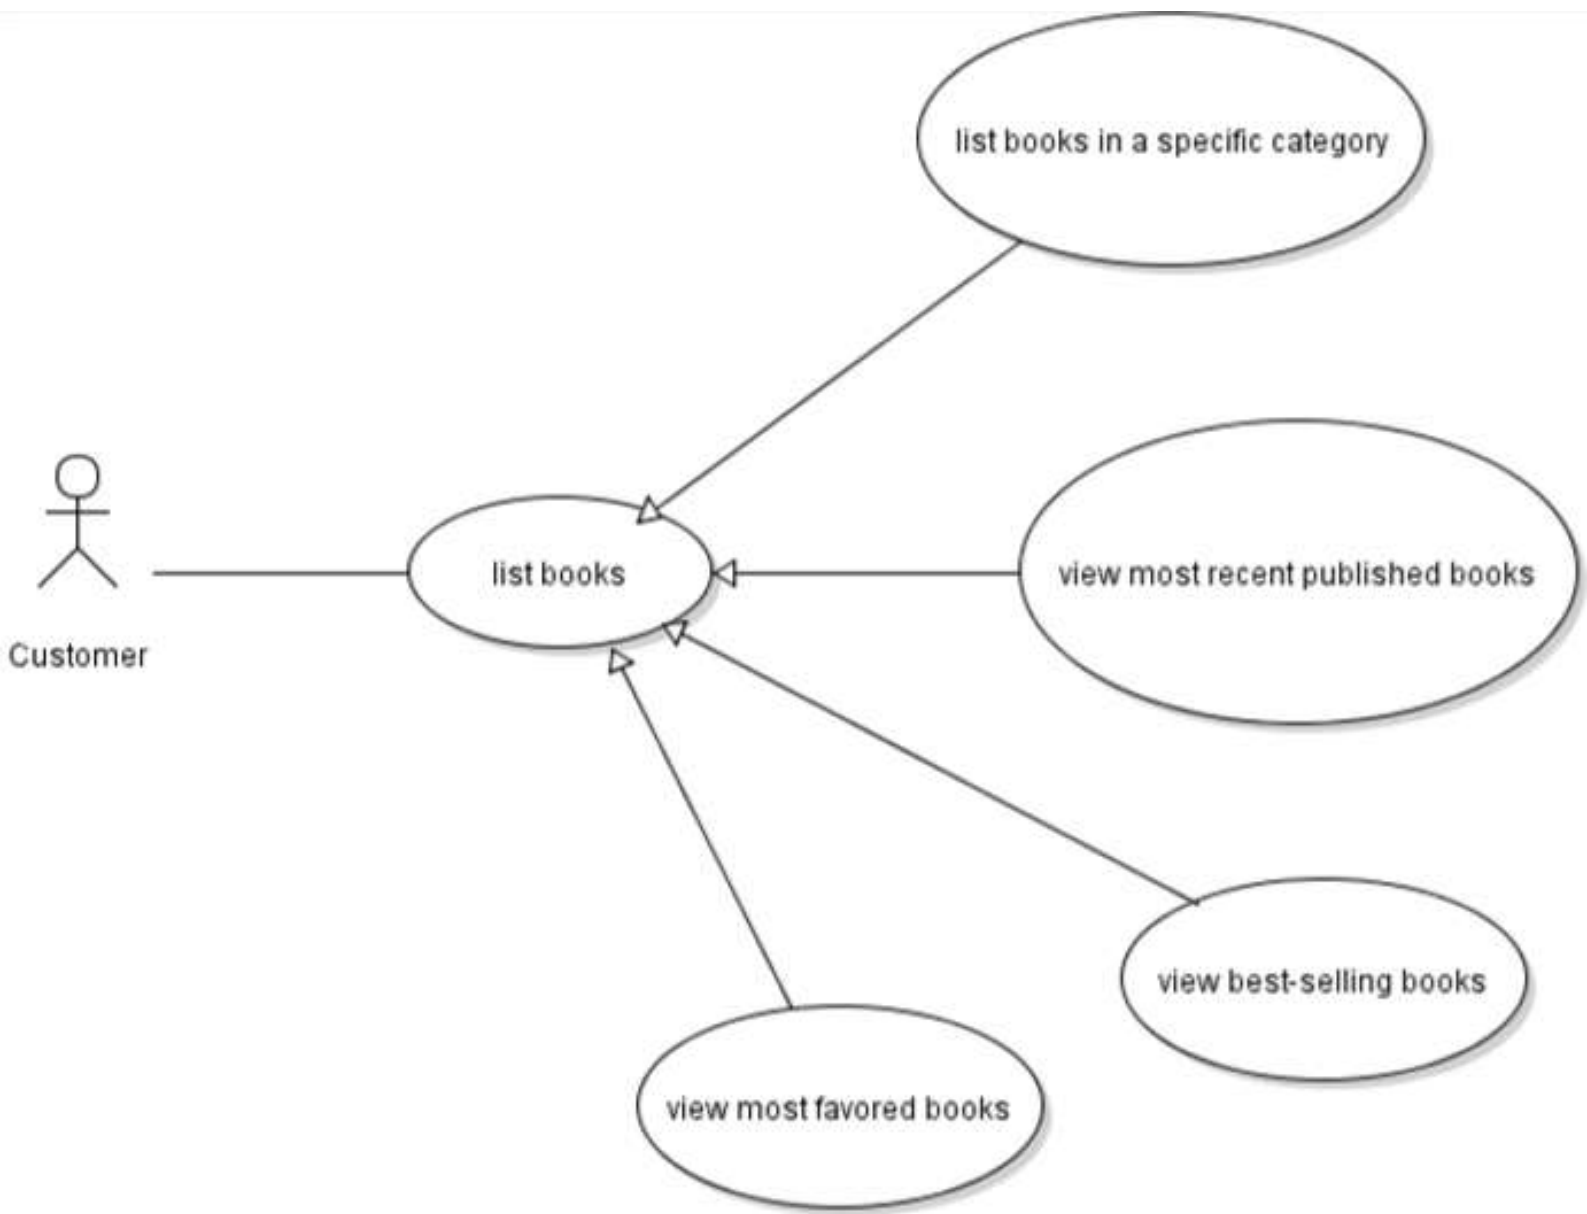 list books in a specific category
list books
view most recent published books
Customer
view best-selling books
view most favored books